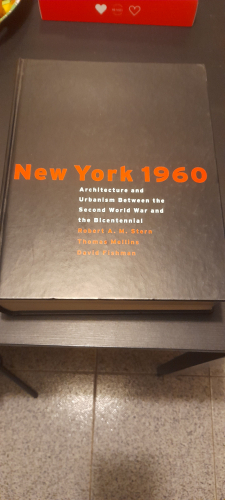 New York 1960
Architecture and
Urbanism Between the
Second World War and
the Bicentennial
Robert A. M. Stern
Thomas Mellins
David Fishman